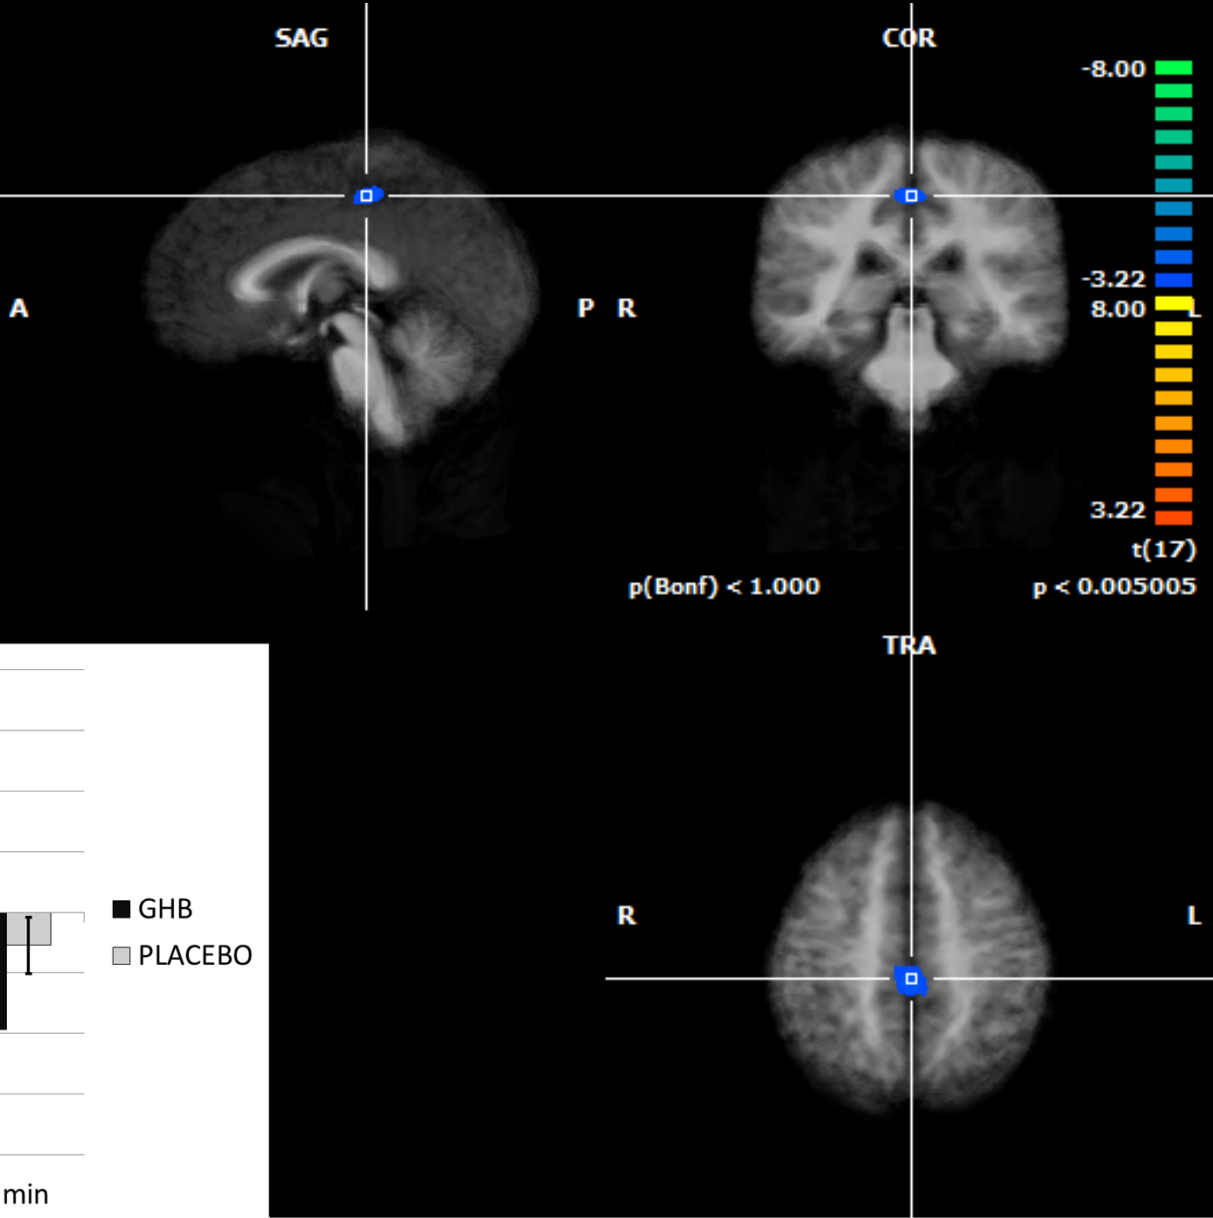 SAG
COR
-8.00
-3.22
A
P
R
8.00
L
3.22
t(17)
p(Bonf) < 1.000
p < 0.005005
TRA
GHB
R
L
PLACEBO
min